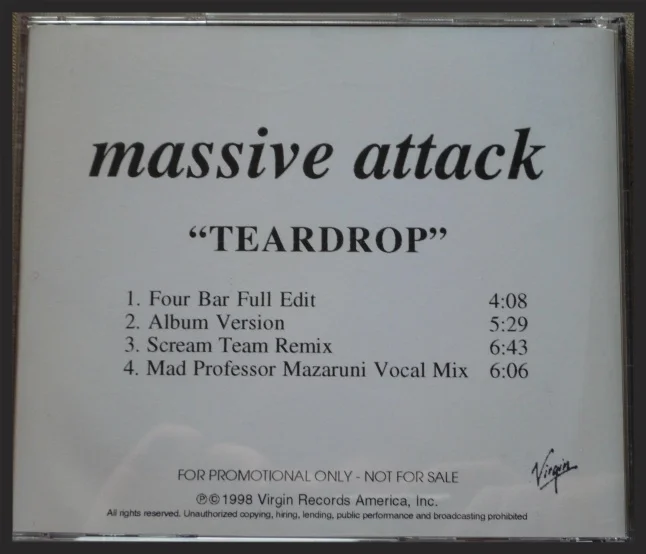 massive attack
“TEARDROP”
1. Four Bar Full Edit 4:08
2. Album Version 5:29
3. Scream Team Remix 6:43
4. Mad Professor Mazaruni Vocal Mix 6:06
FOR PROMOTIONAL ONLY - NOT FOR SALE
Virgin
℗©1998 Virgin Records America, Inc.
All rights reserved. Unauthorized copying, hiring, lending, public performance and broadcasting prohibited